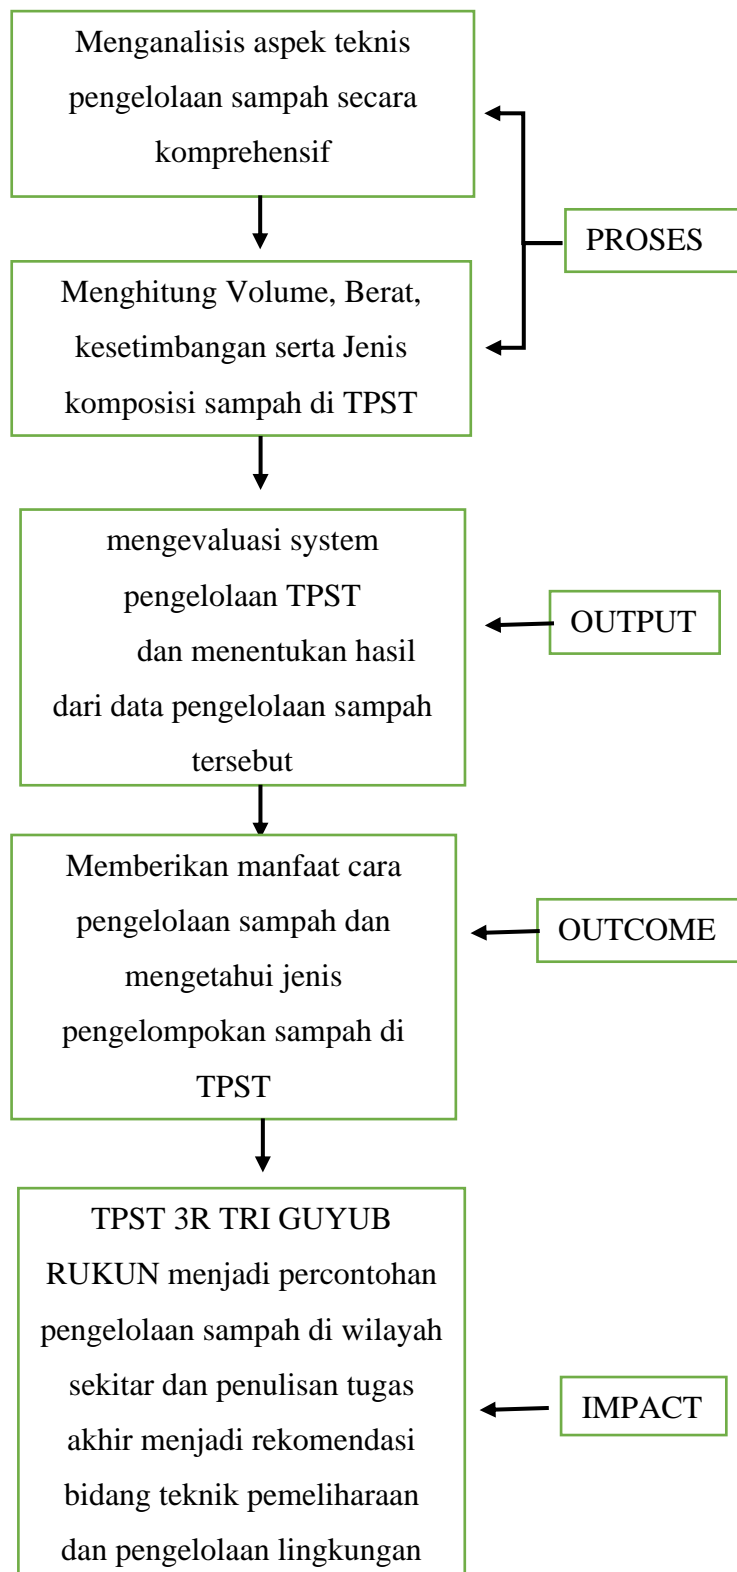 Menganalisis aspek teknis
pengelolaan sampah secara
komprehensif
PROSES
Menghitung Volume, Berat,
kesetimbangan serta Jenis
komposisi sampah di TPST
mengevaluasi system
pengelolaan TPST
dan menentukan hasil
dari data pengelolaan sampah
tersebut
OUTPUT
Memberikan manfaat cara
pengelolaan sampah dan
mengetahui jenis
pengelompokan sampah di
TPST
OUTCOME
TPST 3R TRI GUYUB
RUKUN menjadi percontohan
pengelolaan sampah di wilayah
sekitar dan penulisan tugas
akhir menjadi rekomendasi
bidang teknik pemeliharaan
dan pengelolaan lingkungan
IMPACT